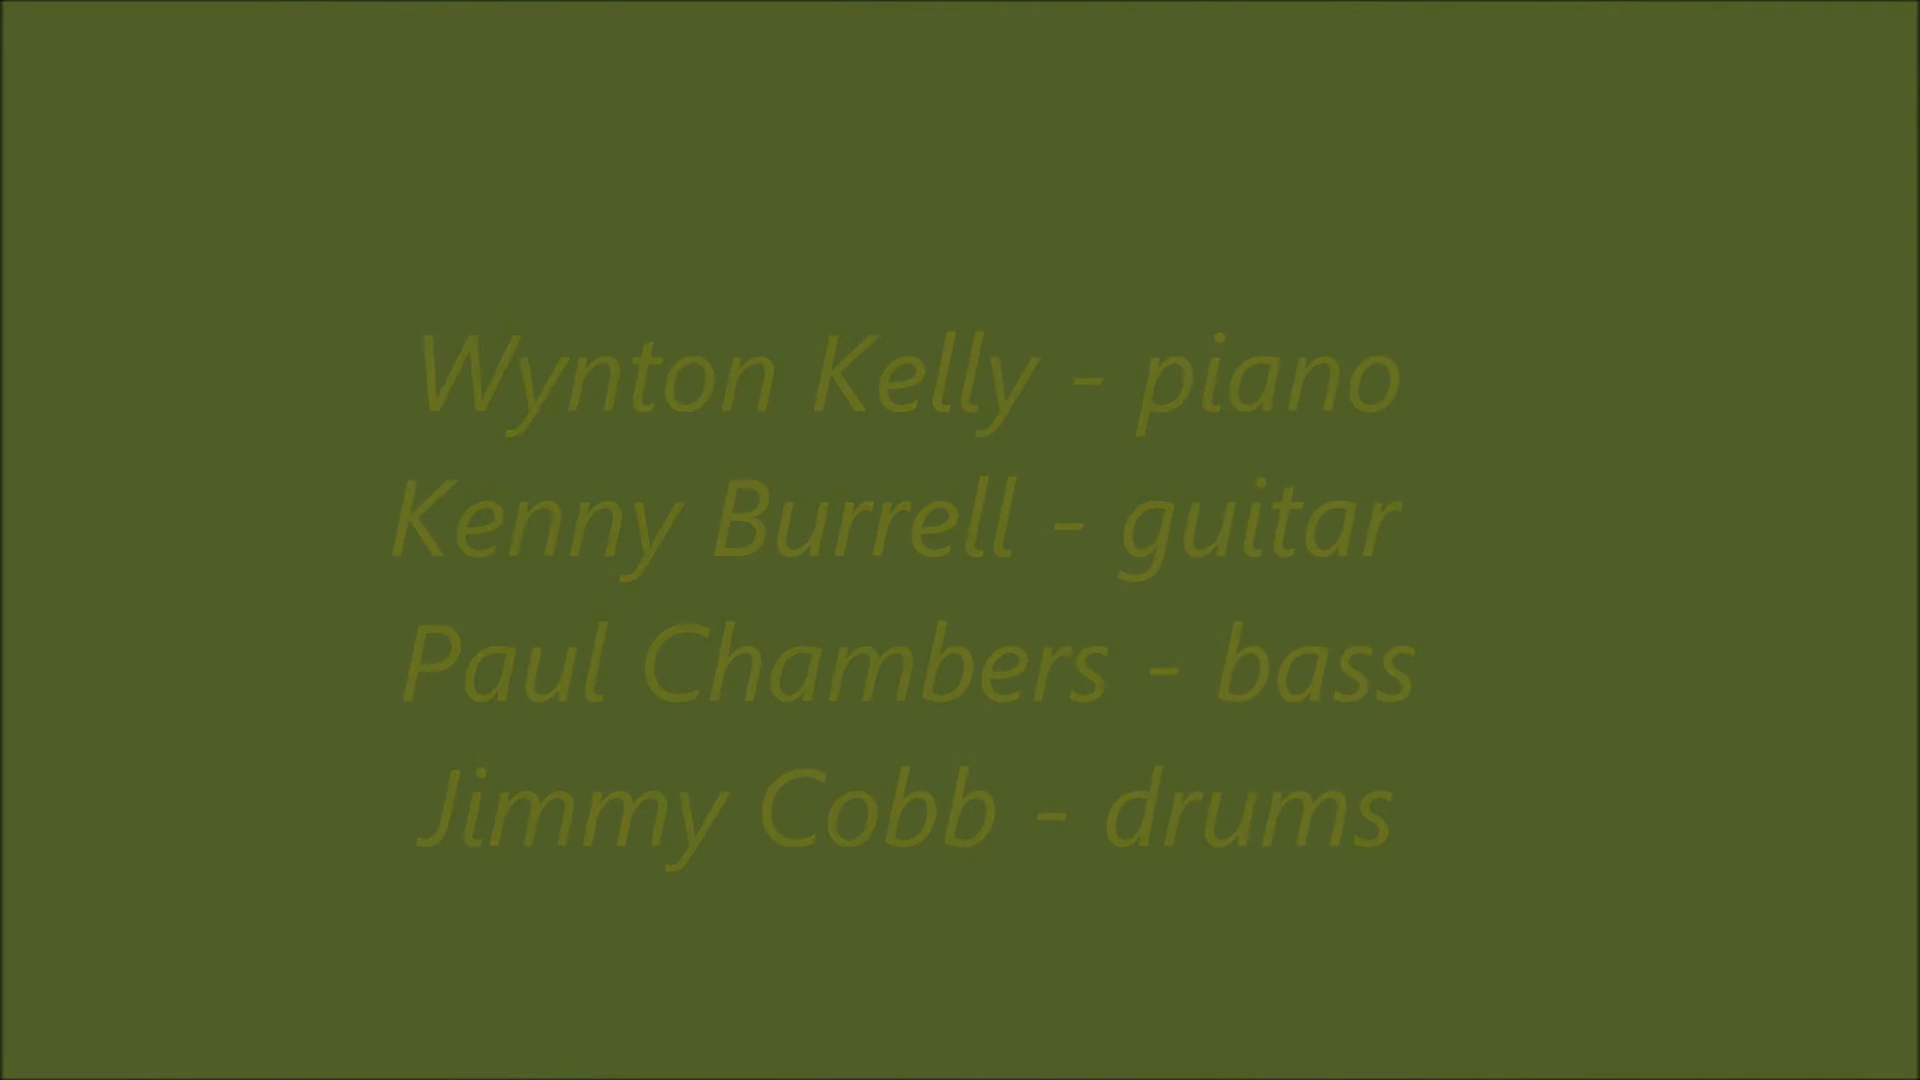 Wynton Kelly - piano
Kenny Burrell - guitar
Paul Chambers - bass
Jimmy Cobb - drums